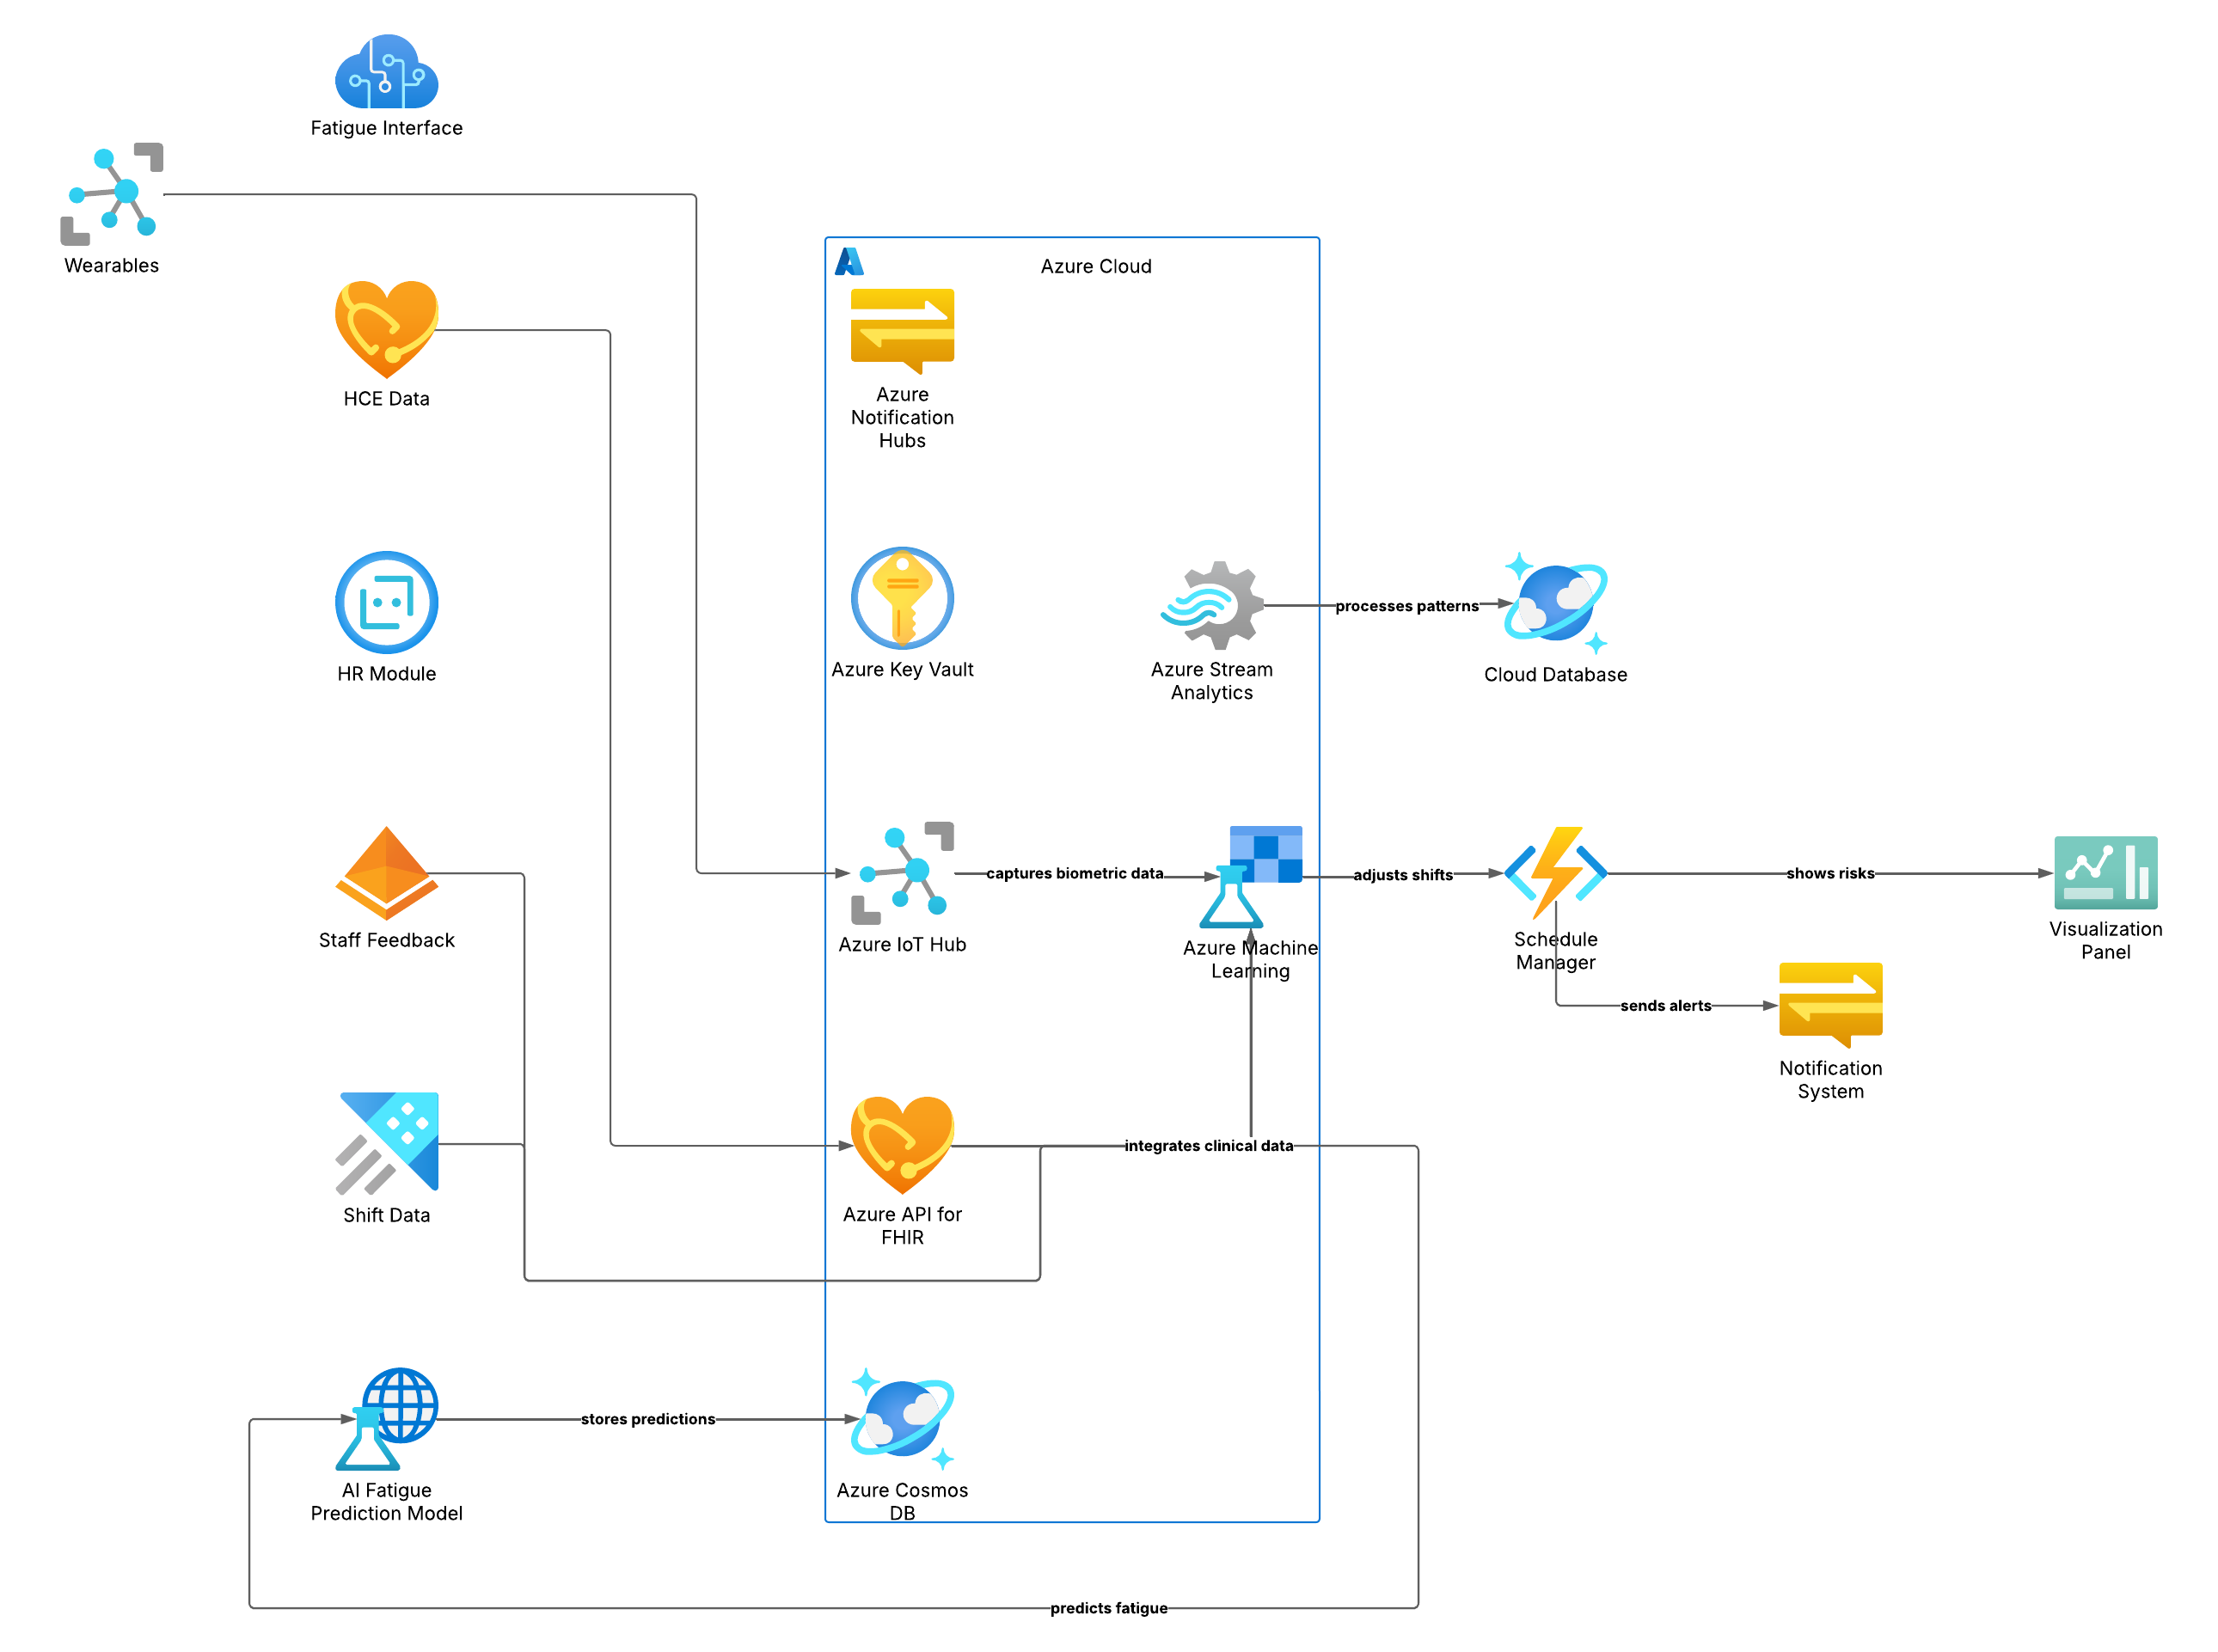 Fatigue Interface
Wearables
Azure Cloud
HCE Data
Azure
Notification
Hubs
HR Module
Azure Key Vault
Azure Stream
Analytics
processes patterns
Cloud Database
Staff Feedback
Azure IoT Hub
captures biometric data
Azure Machine
Learning
adjusts shifts
Schedule
Manager
shows risks
Visualization
Panel
sends alerts
Notification
System
Shift Data
Azure API for
FHIR
integrates clinical data
AI Fatigue
Prediction Model
stores predictions
Azure Cosmos
DB
predicts fatigue